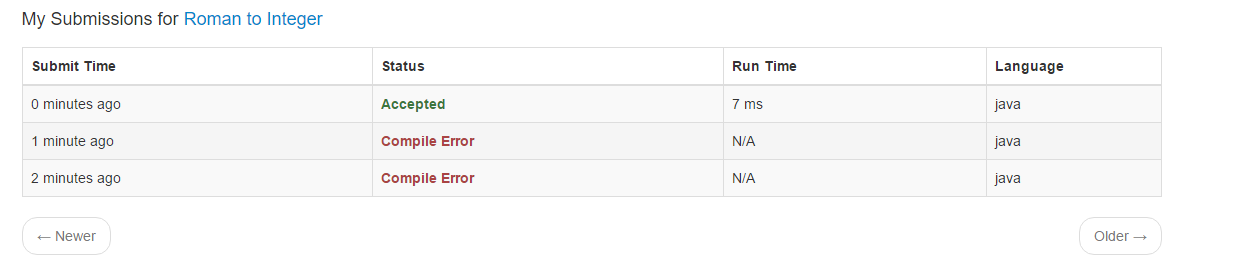 My Submissions for Roman to Integer
Submit Time Status Run Time Language
0 minutes ago Accepted 7 ms java
1 minute ago Compile Error N/A java
2 minutes ago Compile Error N/A java
← Newer Older →